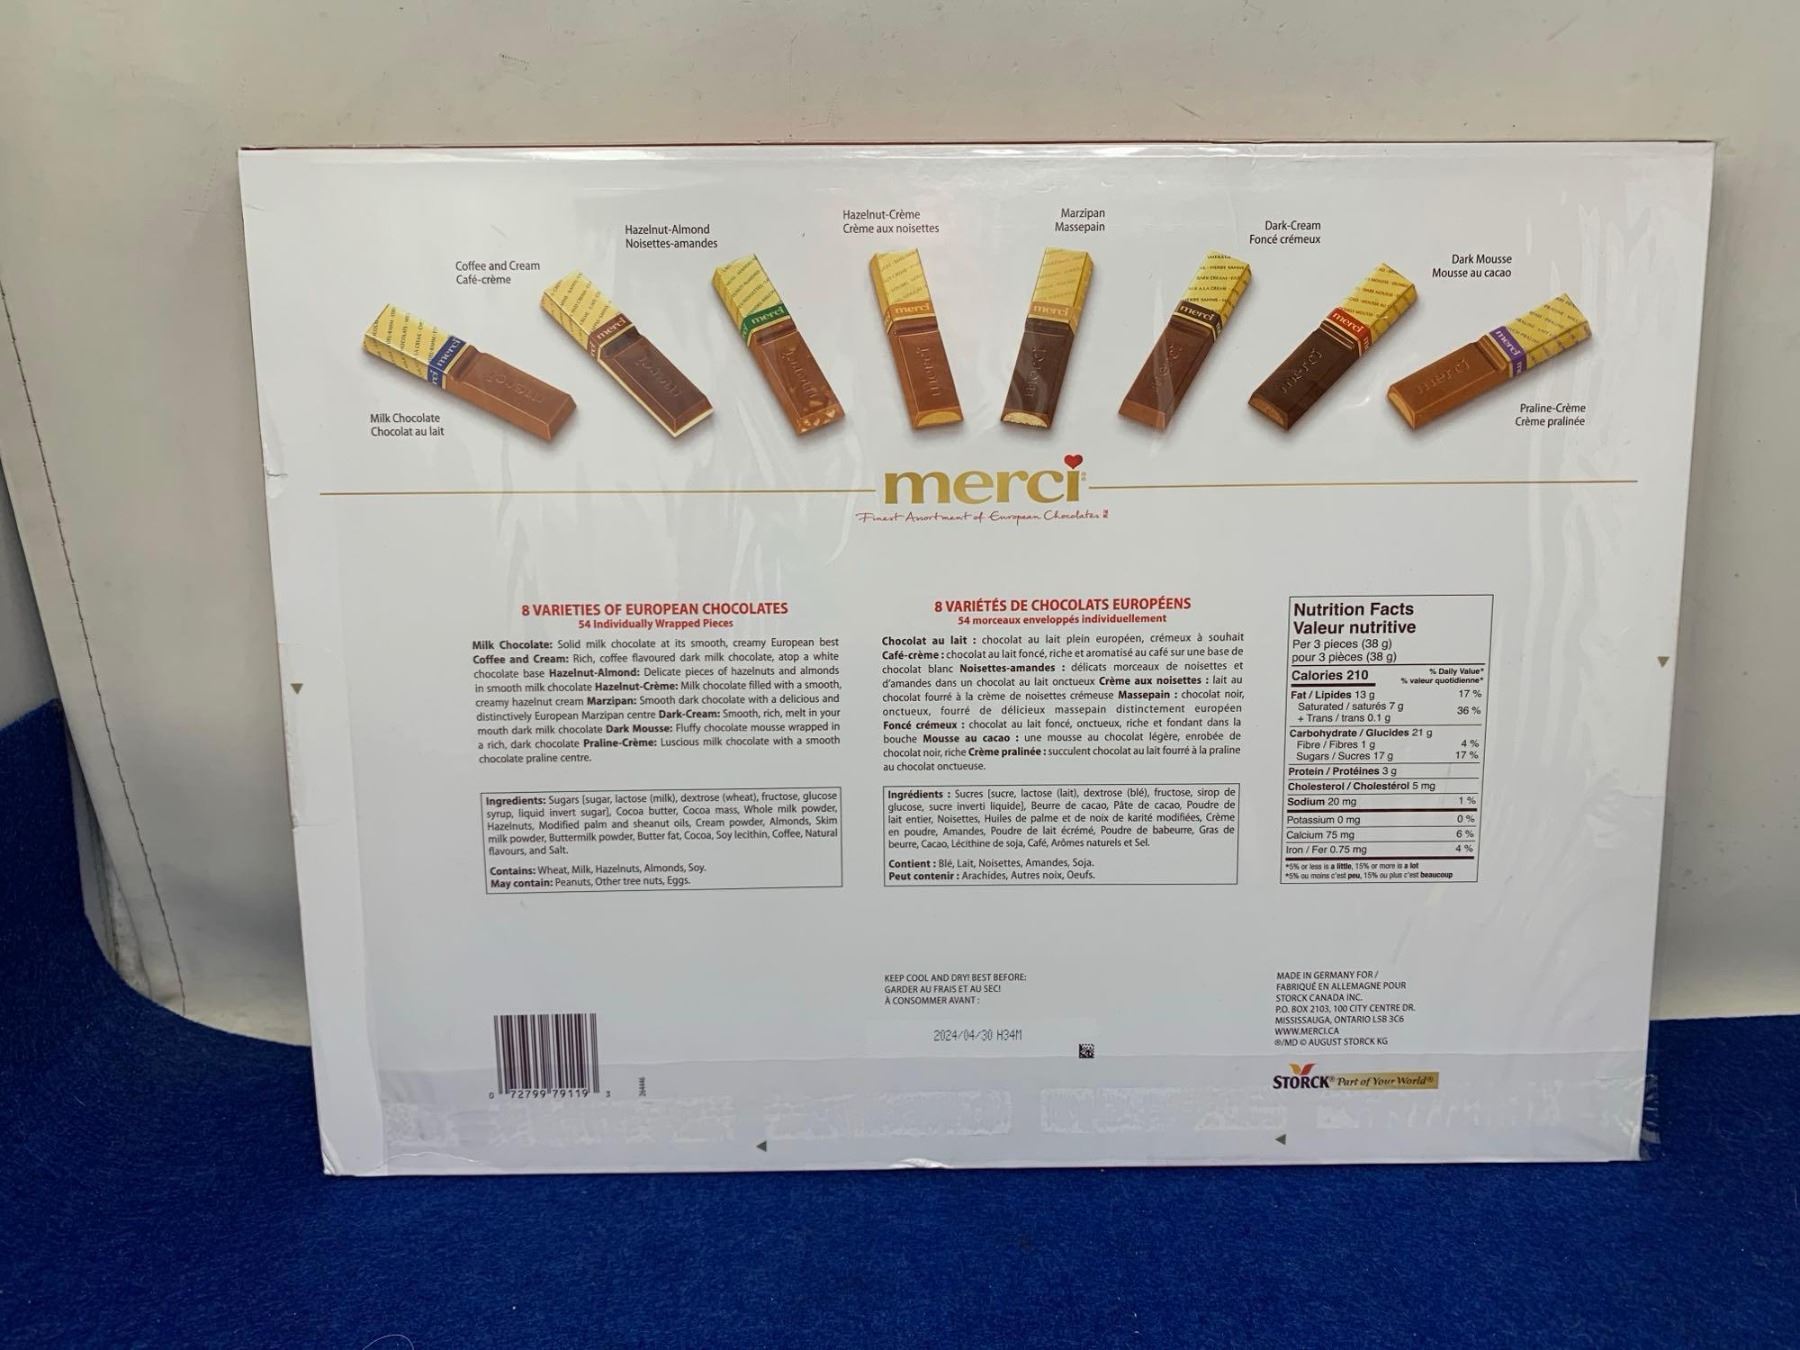 Hazelnut-Crème
Crème aux noisettes
Marzipan
Massepain
Hazelnut-Almond
Noisettes-amandes
Dark-Cream
Foncé crémeux
Coffee and Cream
Café-crème
Dark Mousse
Mousse au cacao
merci
merci
merci
merci
merci
merci
merci
merci
Milk Chocolate
Chocolat au lait
Praline-Crème
Crème pralinée
merci
Finest Assortment of European Chocolates
8 VARIETIES OF EUROPEAN CHOCOLATES
54 Individually Wrapped Pieces
Milk Chocolate: Solid milk chocolate at its smooth, creamy European best
Coffee and Cream: Rich, coffee flavoured dark milk chocolate, atop a white
chocolate base Hazelnut-Almond: Delicate pieces of hazelnuts and almonds
in smooth milk chocolate Hazelnut-Crème: Milk chocolate filled with a smooth,
creamy hazelnut cream Marzipan: Smooth dark chocolate with a delicious and
distinctively European Marzipan centre Dark-Cream: Smooth, rich, melt in your
mouth dark milk chocolate Dark Mousse: Fluffy chocolate mousse wrapped in
a rich, dark chocolate Praline-Crème: Luscious milk chocolate with a smooth
chocolate praline centre.
Ingredients: Sugars [sugar, lactose (milk), dextrose (wheat), fructose, glucose
syrup, liquid invert sugar], Cocoa butter, Cocoa mass, Whole milk powder,
Hazelnuts, Modified palm and sheanut oils, Cream powder, Almonds, Skim
milk powder, Buttermilk powder, Butter fat, Cocoa, Soy lecithin, Coffee, Natural
flavours, and Salt.
Contains: Wheat, Milk, Hazelnuts, Almonds, Soy.
May contain: Peanuts, Other tree nuts, Eggs.
8 VARIÉTÉS DE CHOCOLATS EUROPÉENS
54 morceaux enveloppés individuellement
Chocolat au lait : chocolat au lait plein européen, crémeux à souhait
Café-crème : chocolat au lait foncé, riche et aromatisé au café sur une base de
chocolat blanc Noisettes-amandes : délicats morceaux de noisettes et
d'amandes dans un chocolat au lait onctueux Crème aux noisettes : lait au
chocolat fourré à la crème de noisettes crémeuse Massepain : chocolat noir,
onctueux, fourré de délicieux massepain distinctement européen
Foncé crémeux : chocolat au lait foncé, onctueux, riche et fondant dans la
bouche Mousse au cacao : une mousse au chocolat légère, enrobée de
chocolat noir, riche Crème pralinée : succulent chocolat au lait fourré à la praline
au chocolat onctueuse.
Ingrédients : Sucres [sucre, lactose (lait), dextrose (blé), fructose, sirop de
glucose, sucre inverti liquide], Beurre de cacao, Pâte de cacao, Poudre de
lait entier, Noisettes, Huiles de palme et de noix de karité modifiées, Crème
en poudre, Amandes, Poudre de lait écrémé, Poudre de babeurre, Gras de
beurre, Cacao, Lécithine de soja, Café, Arômes naturels et Sel.
Contient : Blé, Lait, Noisettes, Amandes, Soja.
Peut contenir : Arachides, Autres noix, Oeufs.
Nutrition Facts
Valeur nutritive
Per 3 pieces (38 g)
pour 3 pièces (38 g)
Calories 210
% Daily Value*
% valeur quotidienne*
Fat / Lipides 13 g 17 %
Saturated / saturés 7 g
+ Trans / trans 0.1 g 36 %
Carbohydrate / Glucides 21 g
Fibre / Fibres 1 g 4 %
Sugars / Sucres 17 g 17 %
Protein / Protéines 3 g
Cholesterol / Cholestérol 5 mg
Sodium 20 mg 1 %
Potassium 0 mg 0 %
Calcium 75 mg 6 %
Iron / Fer 0.75 mg 4 %
*5% or less is a little, 15% or more is a lot
*5% ou moins c'est peu, 15% ou plus c'est beaucoup
KEEP COOL AND DRY! BEST BEFORE:
GARDER AU FRAIS ET AU SEC!
À CONSOMMER AVANT :
2024/04/30 H34M
MADE IN GERMANY FOR /
FABRIQUÉ EN ALLEMAGNE POUR
STORCK CANADA INC.
P.O. BOX 2103, 100 CITY CENTRE DR.
MISSISSAUGA, ONTARIO L5B 3C6
WWW.MERCI.CA
®/MD © AUGUST STORCK KG
STORCK® Part of Your World®
0 72799 79119 3